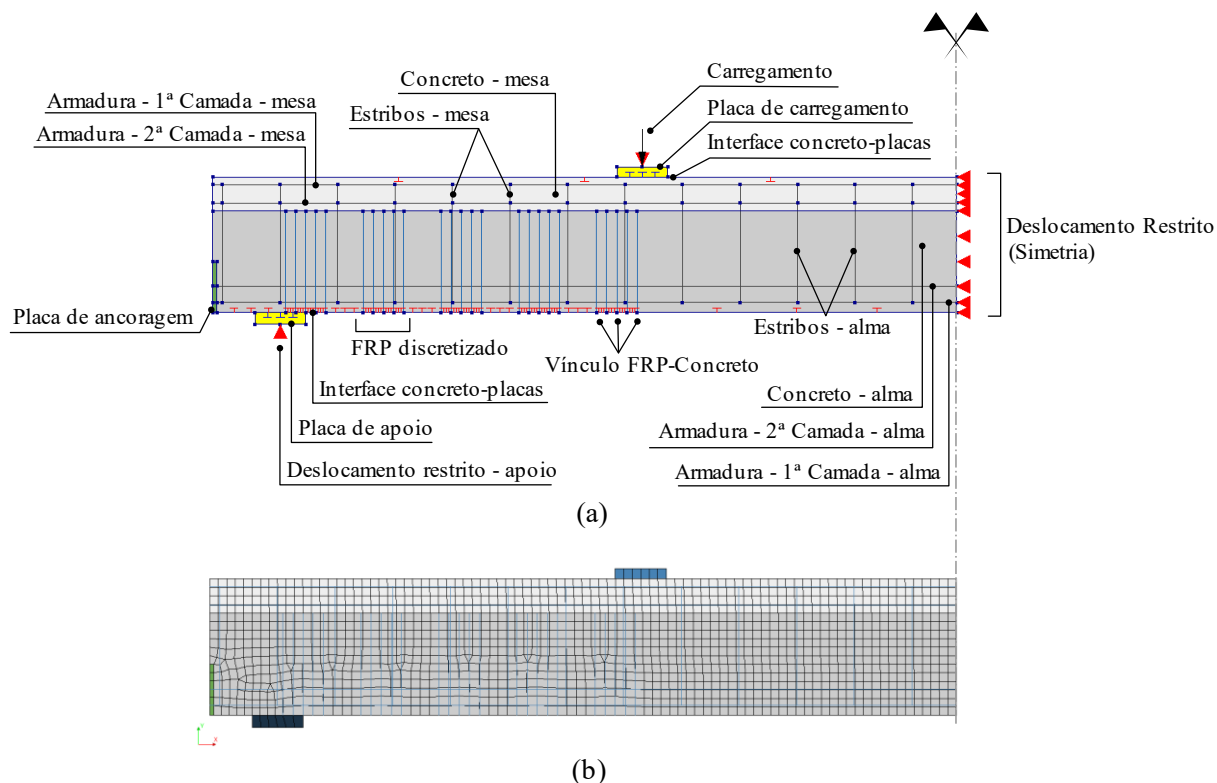 (a)
Carregamento
Concreto - mesa
Placa de carregamento
Armadura - 1ª Camada - mesa
Estribos - mesa
Armadura - 2ª Camada - mesa
Interface concreto-placas
Deslocamento Restrito
(Simetria)
Placa de ancoragem
Estribos - alma
FRP discretizado
Vínculo FRP-Concreto
Interface concreto-placas
Concreto - alma
Placa de apoio
Armadura - 2ª Camada - alma
Deslocamento restrito - apoio
Armadura - 1ª Camada - alma
(a)
Y
X
(b)